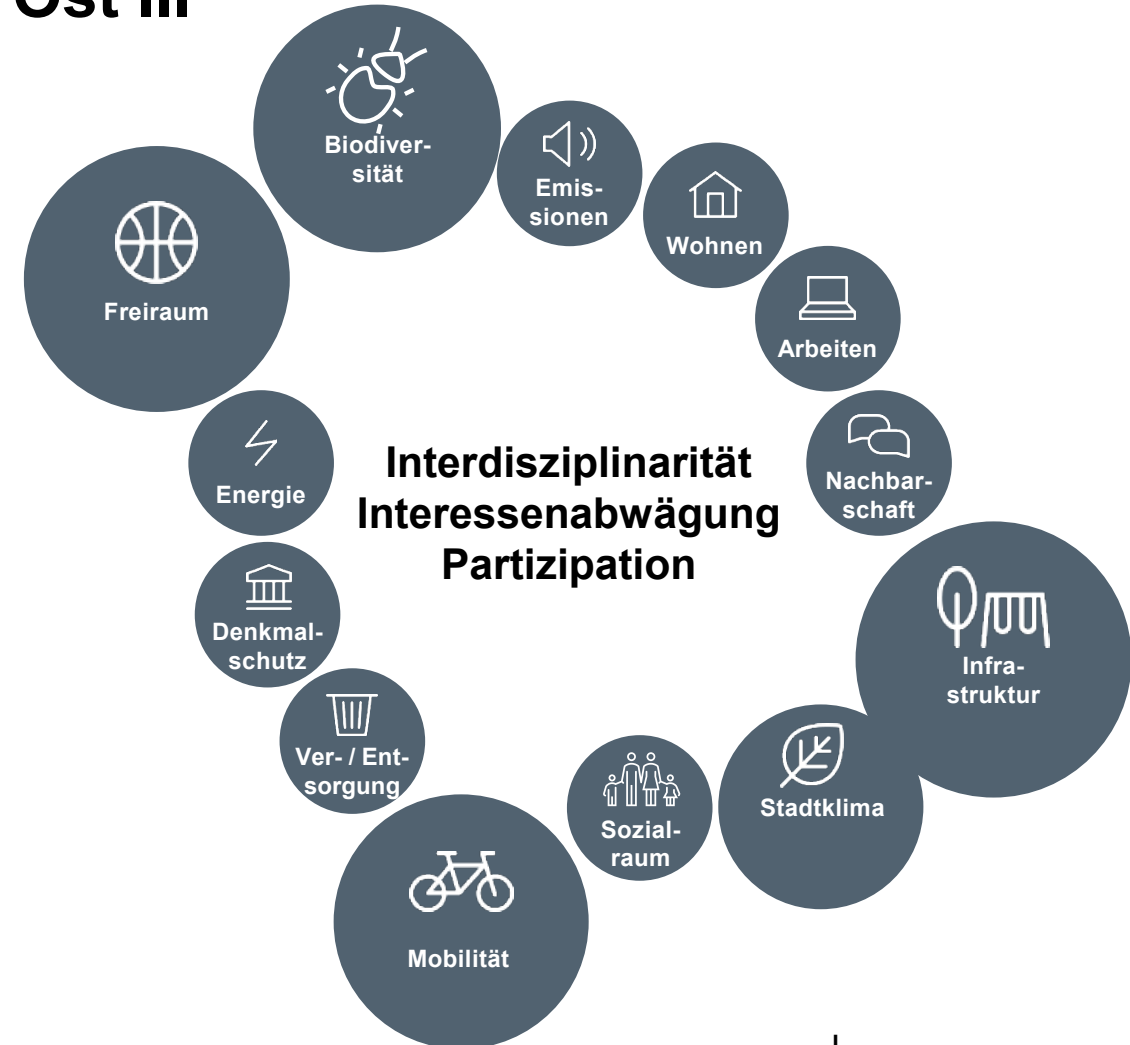 Ost III
Biodiver-
sität
Emis-
sionen
Wohnen
Freiraum
Arbeiten
Energie
Interdisziplinarität
Interessenabwägung
Partizipation
Nachbar-
schaft
Denkmal-
schutz
Infra-
struktur
Ver- / Ent-
sorgung
Stadtklima
Sozial-
raum
Mobilität